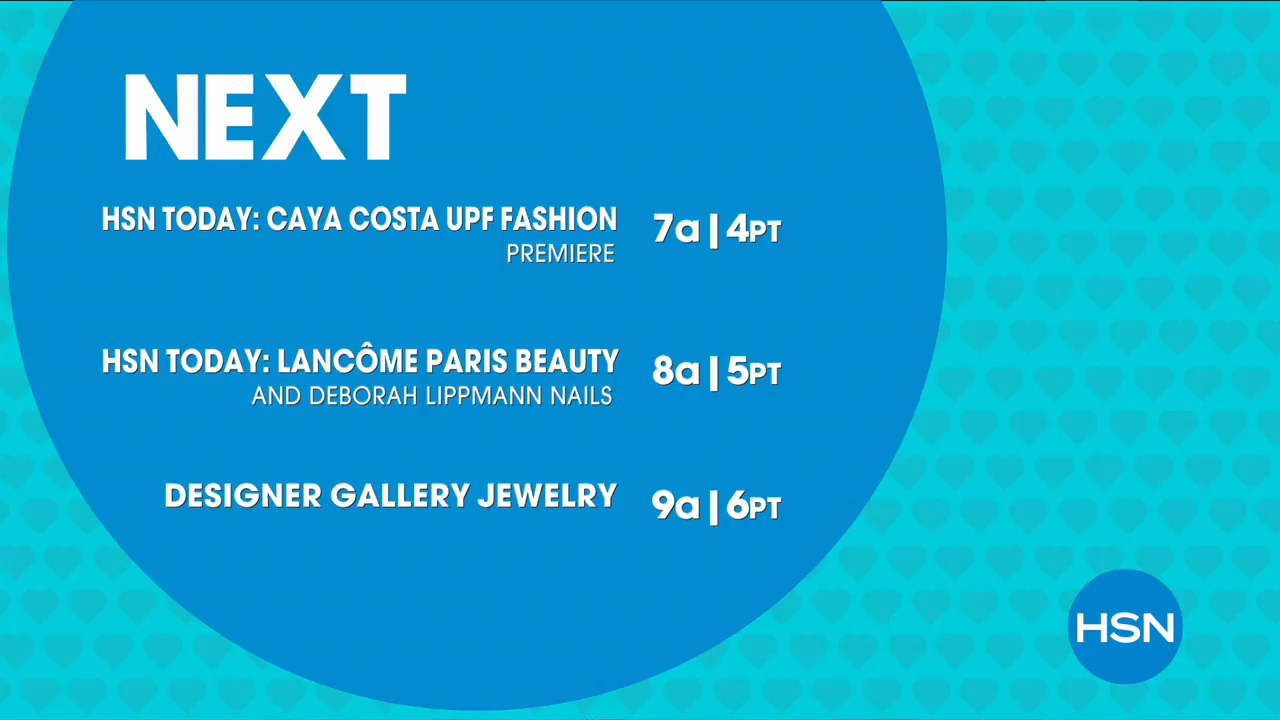 NEXT
HSN TODAY: CAYA COSTA UPF FASHION 7a | 4PT
PREMIERE
HSN TODAY: LANCÔME PARIS BEAUTY 8a | 5PT
AND DEBORAH LIPPMANN NAILS
DESIGNER GALLERY JEWELRY 9a | 6PT
HSN